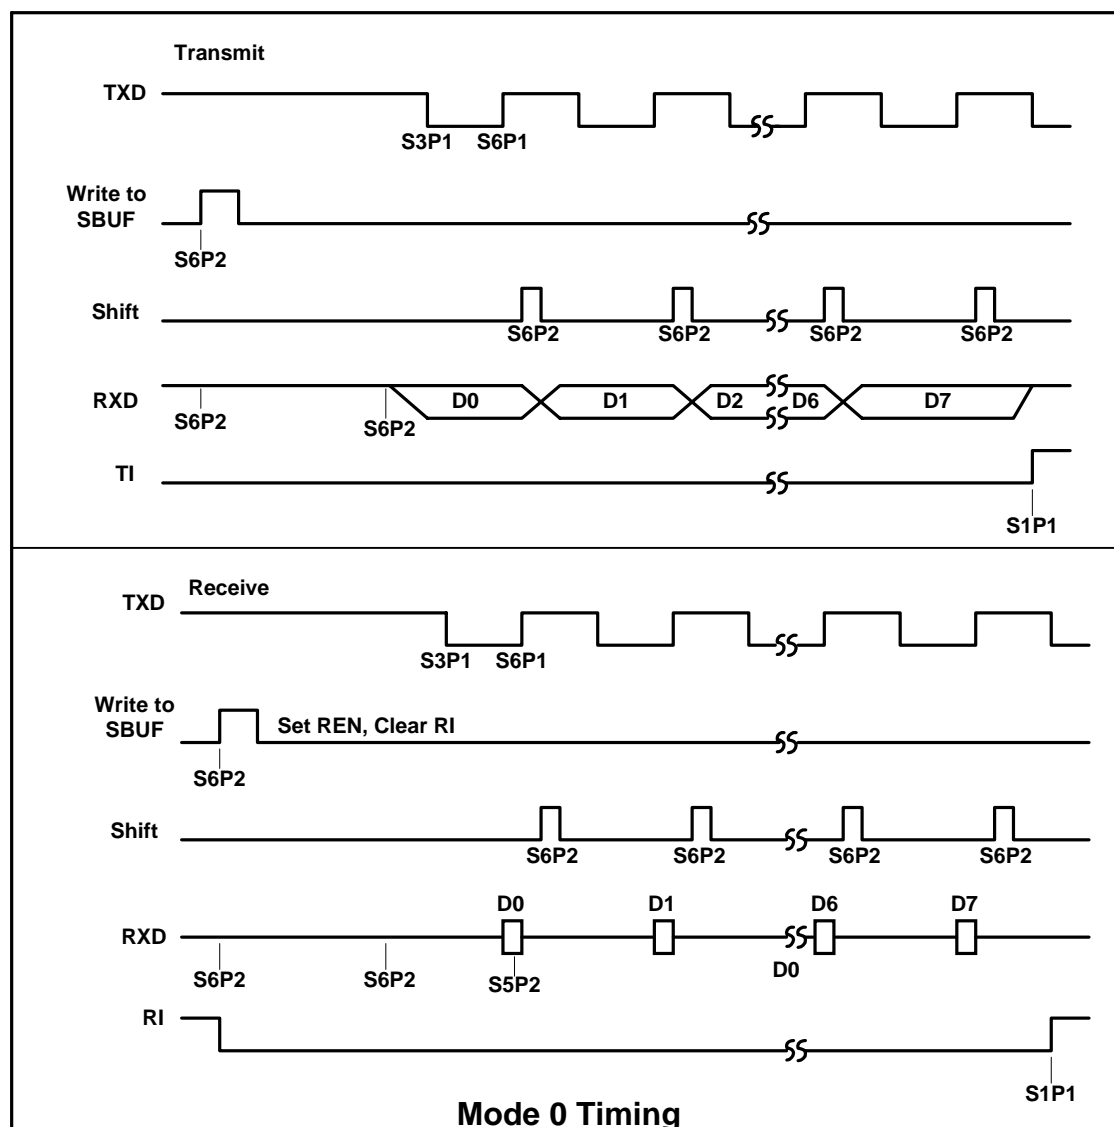 Transmit
TXD
S3P1 S6P1
Write to
SBUF
S6P2
Shift
S6P2 S6P2 S6P2 S6P2
RXD D0 D1 D2 D6 D7
S6P2 S6P2
TI
S1P1
Receive
TXD
S3P1 S6P1
Write to
SBUF Set REN, Clear RI
S6P2
Shift
S6P2 S6P2 S6P2 S6P2
D0 D1 D6 D7
RXD
D0
S6P2 S6P2 S5P2
RI
S1P1
Mode 0 Timing